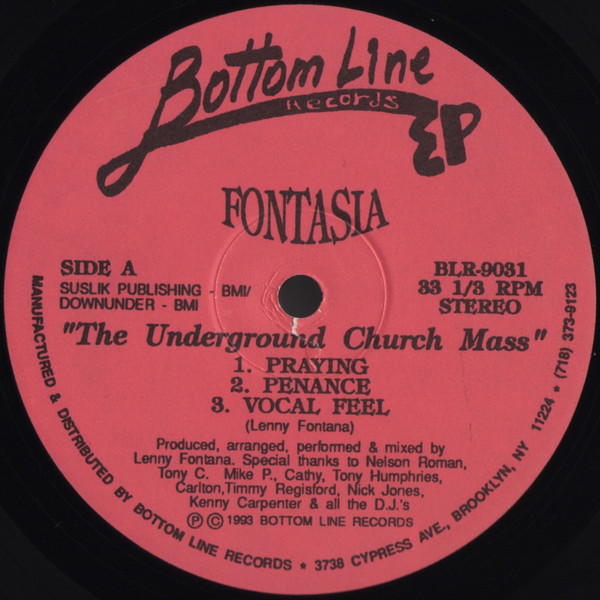 Bottom Line
Records
EP
FONTASIA
SIDE A
SUSLIK PUBLISHING - BMI/
DOWNUNDER - BMI
BLR-9031
33 1/3 RPM
STEREO
"The Underground Church Mass"
1. PRAYING
2. PENANCE
3. VOCAL FEEL
(Lenny Fontana)
Produced, arranged, performed & mixed by
Lenny Fontana. Special thanks to Nelson Roman,
Tony C. Mike P., Cathy, Tony Humphries,
Carlton,Timmy Regisford, Nick Jones,
Kenny Carpenter & all the D.J.'s
Ⓟ © 1993 BOTTOM LINE RECORDS
MANUFACTURED & DISTRIBUTED BY BOTTOM LINE RECORDS * 3738 CYPRESS AVE, BROOKLYN, NY 11224 * (718) 373-9123